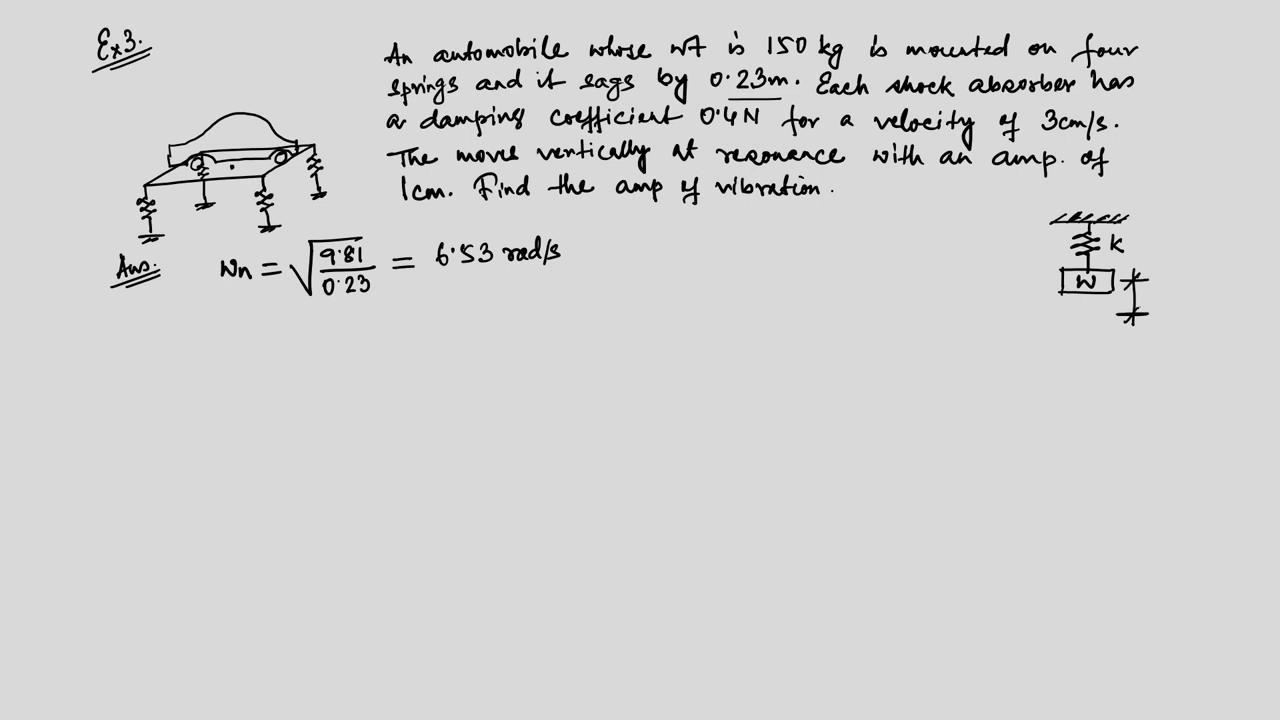 Ex3.
An automobile whose wt is 150 kg is mounted on four
springs and it sags by 0.23m. Each shock absorber has
a damping coefficient 0.4N for a velocity of 3cm/s.
The moves vertically at resonance with an amp. of
1cm. Find the amp of vibration.
Ans. ωn = √(9.81/0.23) = 6.53 rad/s
K
W